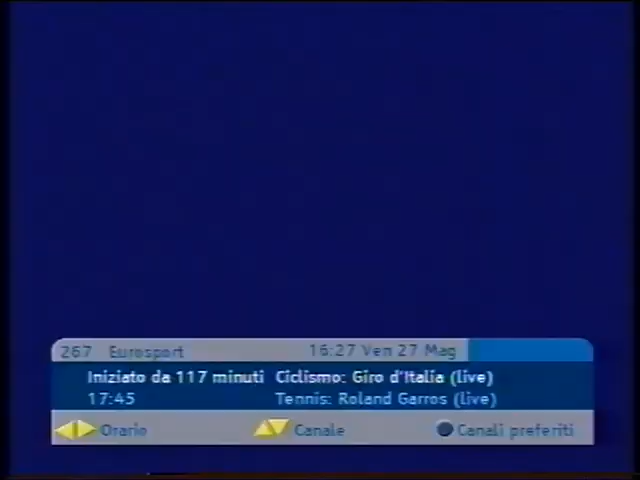 267 Eurosport 16:27 Ven 27 Mag
Iniziato da 117 minuti Ciclismo: Giro d'Italia (live)
17:45 Tennis: Roland Garros (live)
Orario Canale Canali preferiti